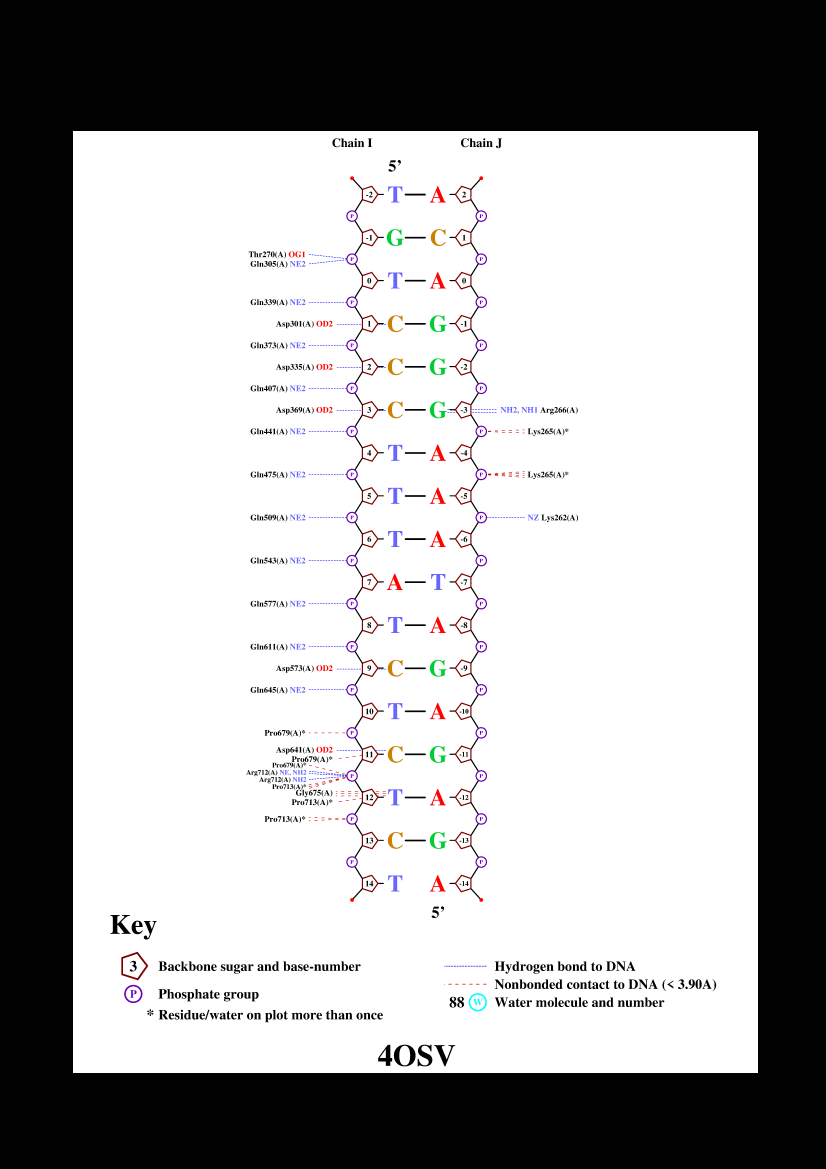 Chain I Chain J
5’
-2 T A 2
P P
-1 G C 1
Thr270(A) OG1
P P
Gln305(A) NE2
0 T A 0
Gln339(A) NE2 P P
Asp301(A) OD2 1 C G -1
Gln373(A) NE2 P P
Asp335(A) OD2 2 C G -2
Gln407(A) NE2 P P
Asp369(A) OD2 3 C G -3 NH2, NH1 Arg266(A)
Gln441(A) NE2 P P Lys265(A)*
4 T A -4
Gln475(A) NE2 P P Lys265(A)*
5 T A -5
Gln509(A) NE2 P P NZ Lys262(A)
6 T A -6
Gln543(A) NE2 P P
7 A T -7
Gln577(A) NE2 P P
8 T A -8
Gln611(A) NE2 P P
Asp573(A) OD2 9 C G -9
Gln645(A) NE2 P P
10 T A -10
Pro679(A)* P P
Asp641(A) OD2
11 C G -11
Pro679(A)*
Pro679(A)*
Arg712(A) NE, NH2
P P
Arg712(A) NH2
Pro713(A)*
Gly675(A)
12 T A -12
Pro713(A)*
Pro713(A)* P P
13 C G -13
P P
14 T A -14
5’
Key
3 Backbone sugar and base-number
P Phosphate group
* Residue/water on plot more than once
Hydrogen bond to DNA
Nonbonded contact to DNA (< 3.90A)
88 W Water molecule and number
4OSV